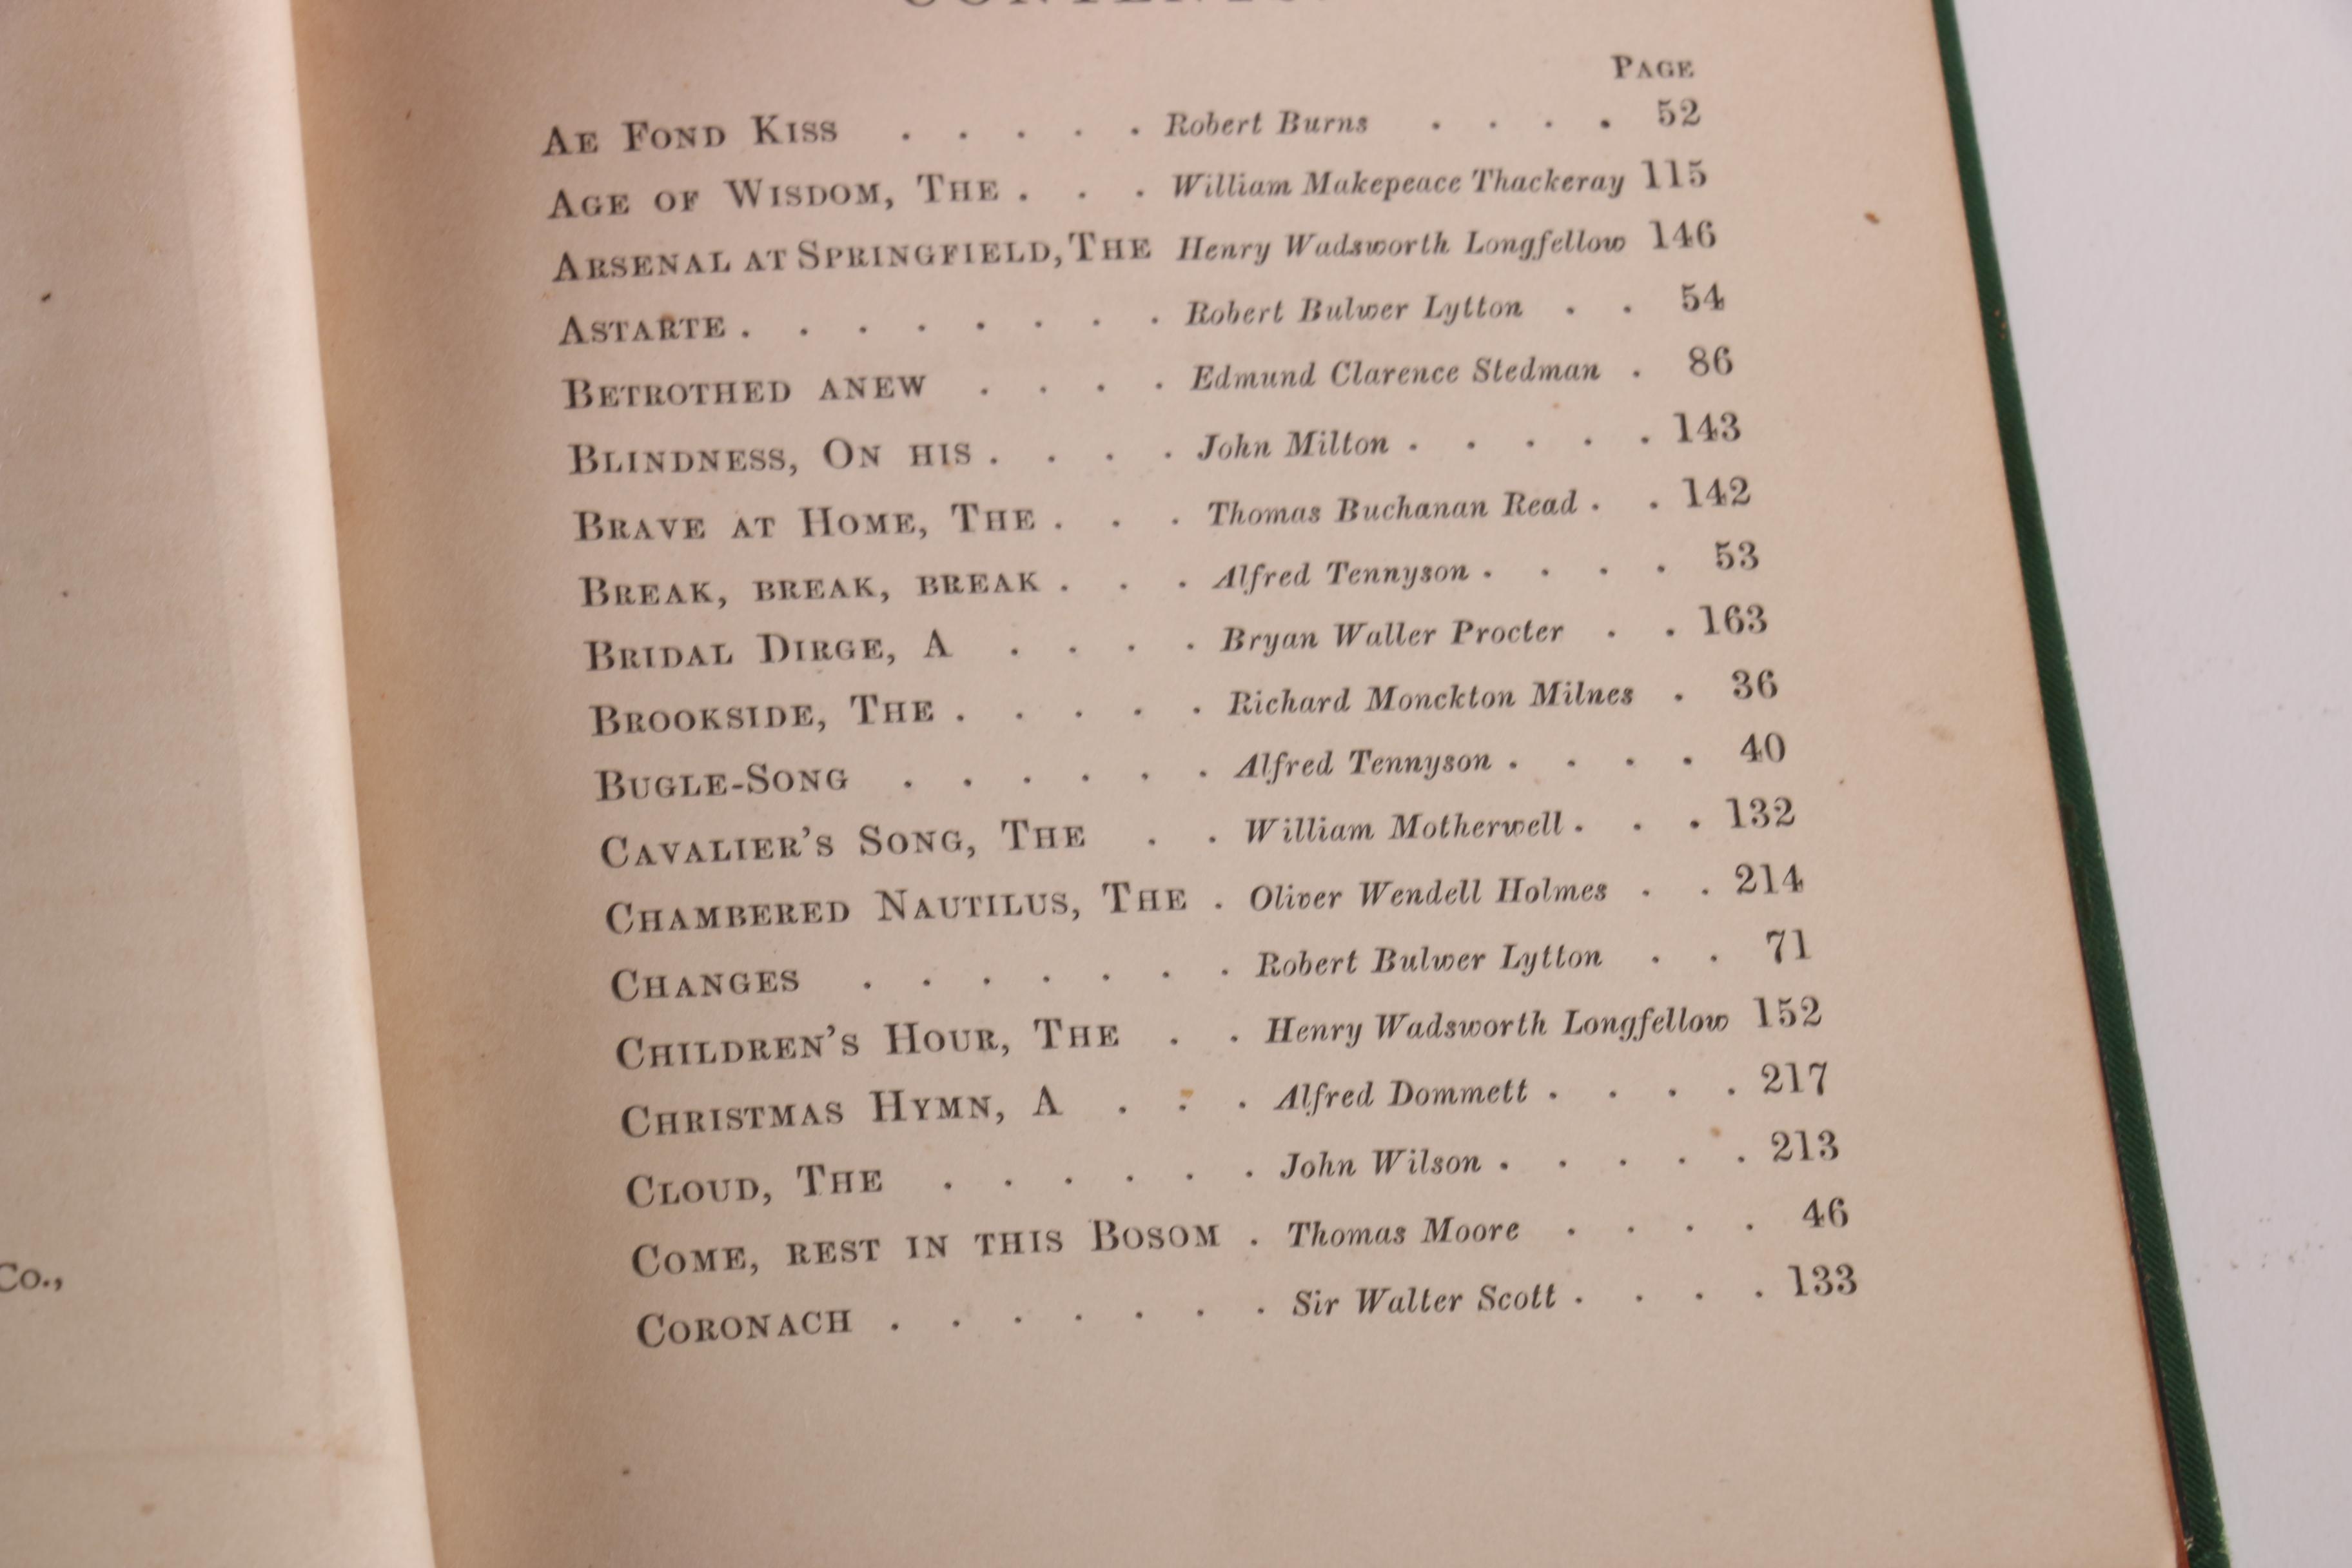 CONTENTS.
PAGE
AE FOND KISS . . . . . Robert Burns . . . . 52
AGE OF WISDOM, THE . . . William Makepeace Thackeray 115
ARSENAL AT SPRINGFIELD, THE Henry Wadsworth Longfellow 146
ASTARTE . . . . . . . . Robert Bulwer Lytton . . 54
BETROTHED ANEW . . . . Edmund Clarence Stedman . 86
BLINDNESS, ON HIS . . . . John Milton . . . . . 143
BRAVE AT HOME, THE . . . Thomas Buchanan Read . . 142
BREAK, BREAK, BREAK . . . Alfred Tennyson . . . . 53
BRIDAL DIRGE, A . . . . Bryan Waller Procter . . 163
BROOKSIDE, THE . . . . . Richard Monckton Milnes . 36
BUGLE-SONG . . . . . . Alfred Tennyson . . . . 40
CAVALIER'S SONG, THE . . William Motherwell . . . 132
CHAMBERED NAUTILUS, THE . Oliver Wendell Holmes . . 214
CHANGES . . . . . . . Robert Bulwer Lytton . . 71
CHILDREN'S HOUR, THE . . Henry Wadsworth Longfellow 152
CHRISTMAS HYMN, A . . . Alfred Dommett . . . . 217
CLOUD, THE . . . . . . John Wilson . . . . . 213
COME, REST IN THIS BOSOM . Thomas Moore . . . . 46
CORONACH . . . . . . . Sir Walter Scott . . . . 133
Co.,